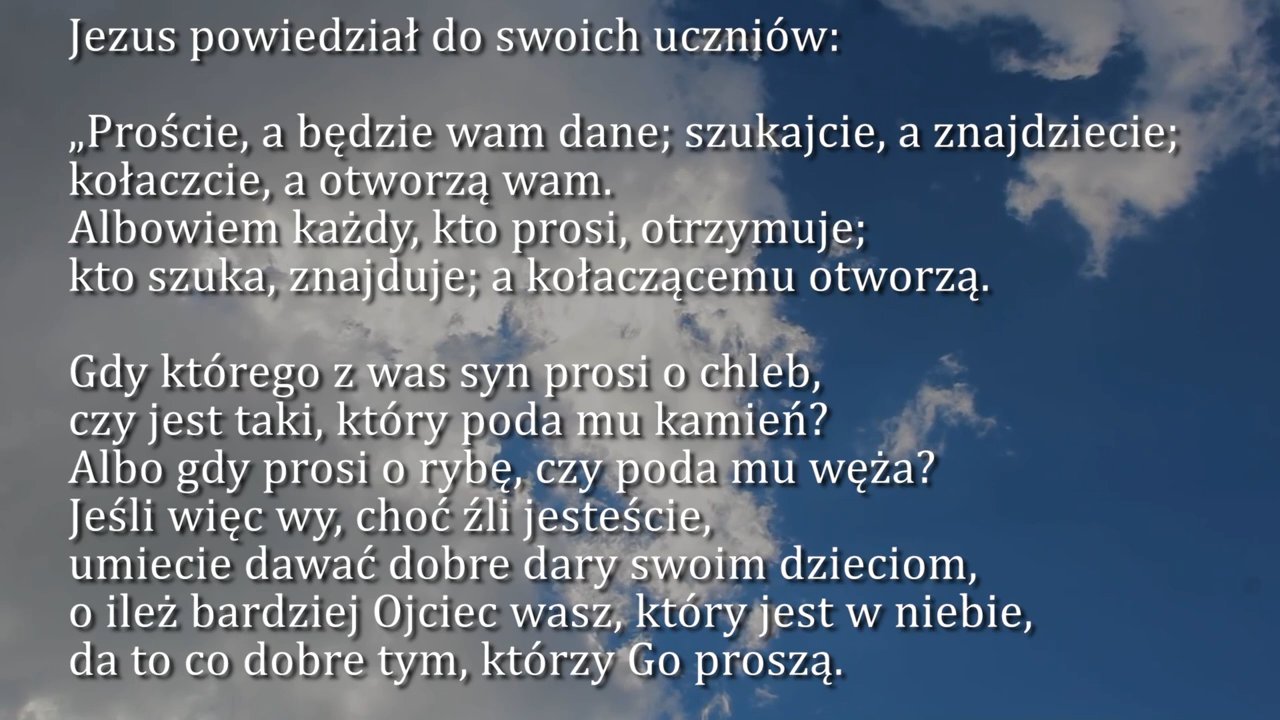 Jezus powiedział do swoich uczniów:
„Proście, a będzie wam dane; szukajcie, a znajdziecie;
kołaczcie, a otworzą wam.
Albowiem każdy, kto prosi, otrzymuje;
kto szuka, znajduje; a kołaczącemu otworzą.
Gdy którego z was syn prosi o chleb,
czy jest taki, który poda mu kamień?
Albo gdy prosi o rybę, czy poda mu węża?
Jeśli więc wy, choć źli jesteście,
umiecie dawać dobre dary swoim dzieciom,
o ileż bardziej Ojciec wasz, który jest w niebie,
da to co dobre tym, którzy Go proszą.